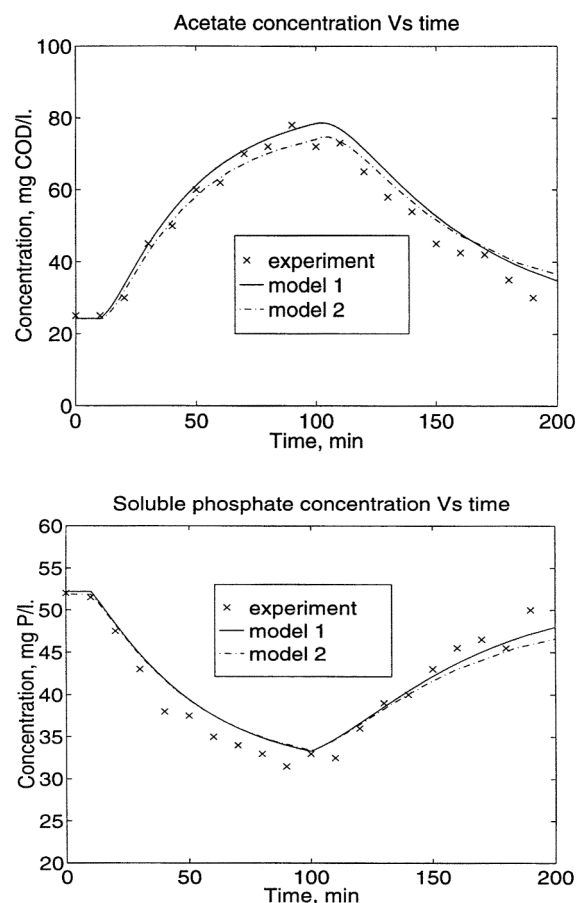 Acetate concentration Vs time
Concentration, mg COD/l.
100
80
60
40
20
0
× experiment
model 1
model 2
0 50 100 150 200
Time, min
Soluble phosphate concentration Vs time
Concentration, mg P/l.
60
55
50
45
40
35
30
25
20
× experiment
model 1
model 2
0 50 100 150 200
Time, min